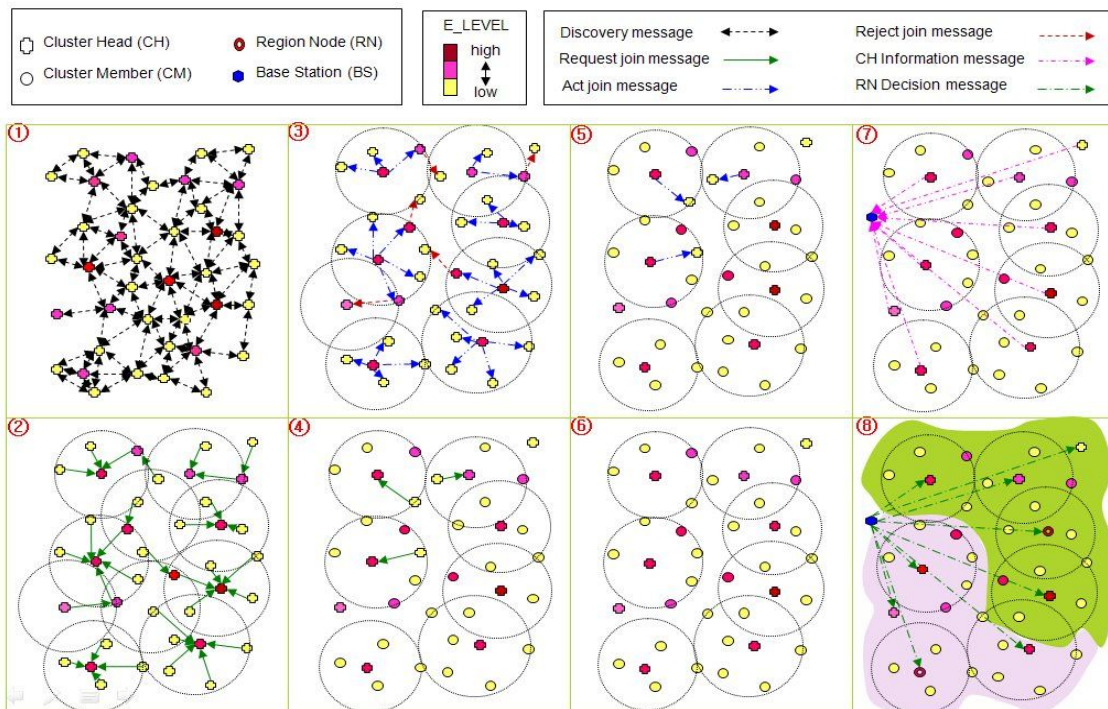 Cluster Head (CH)
Region Node (RN)
Cluster Member (CM)
Base Station (BS)
E_LEVEL
high
low
Discovery message
Reject join message
Request join message
CH Information message
Act join message
RN Decision message
①
③
⑤
⑦
②
④
⑥
⑧